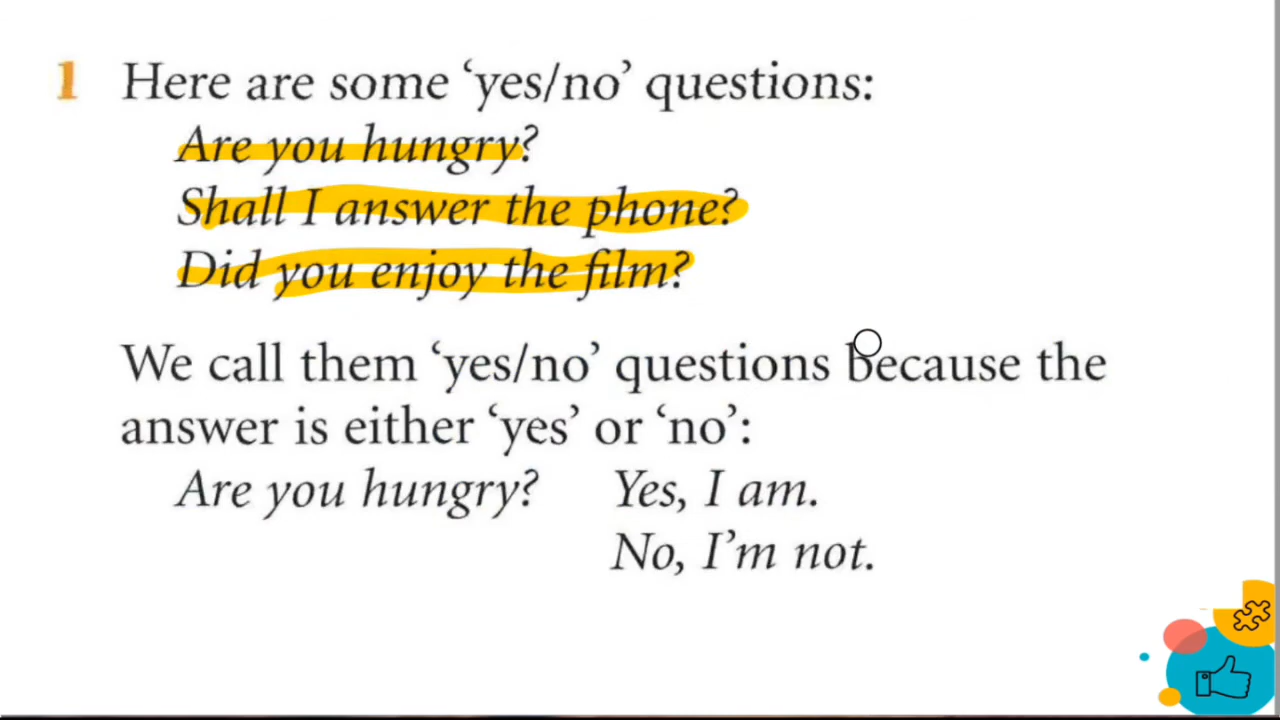 1 Here are some ‘yes/no’ questions:
Are you hungry?
Shall I answer the phone?
Did you enjoy the film?
We call them ‘yes/no’ questions because the
answer is either ‘yes’ or ‘no’:
Are you hungry? Yes, I am.
No, I’m not.